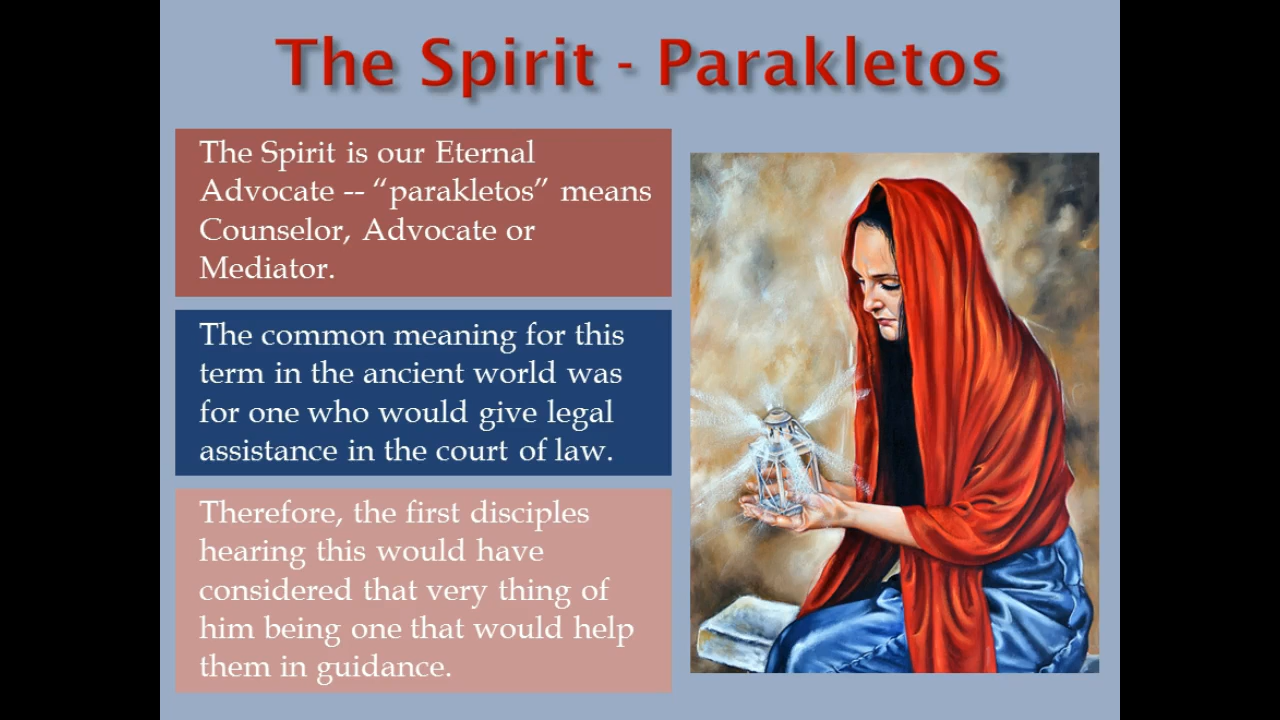 The Spirit - Parakletos
The Spirit is our Eternal
Advocate -- “parakletos” means
Counselor, Advocate or
Mediator.
The common meaning for this
term in the ancient world was
for one who would give legal
assistance in the court of law.
Therefore, the first disciples
hearing this would have
considered that very thing of
him being one that would help
them in guidance.